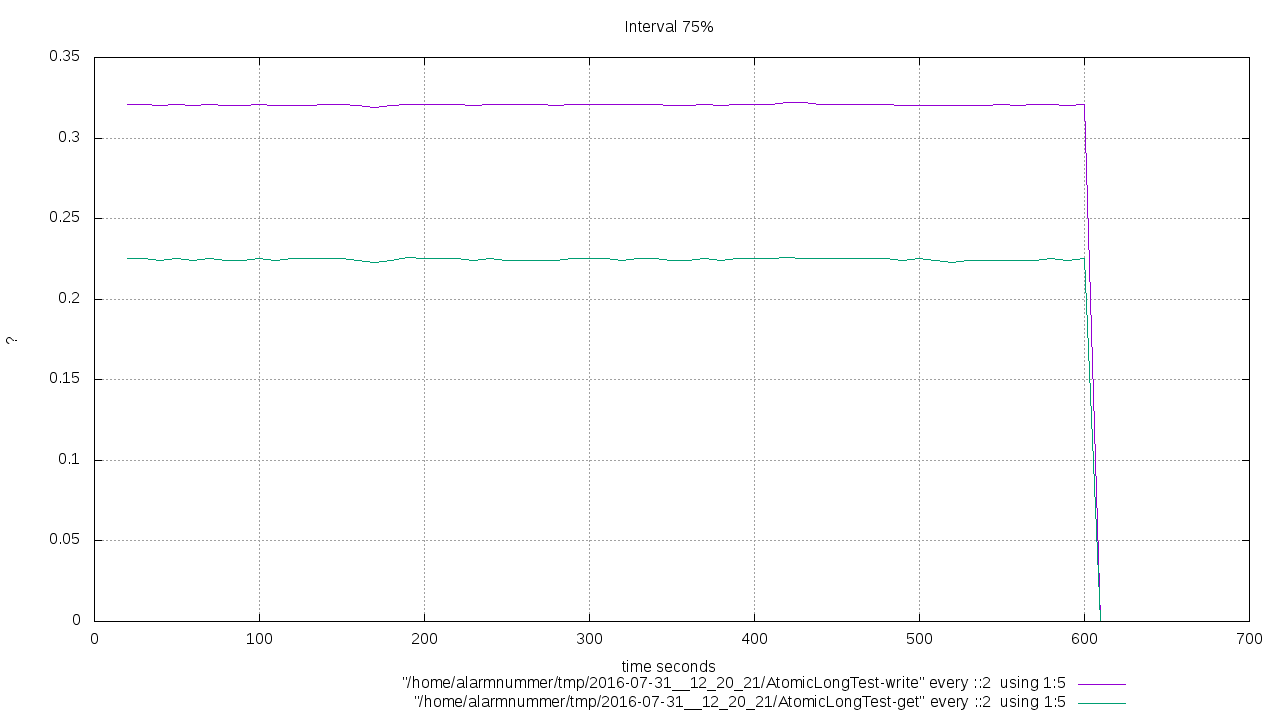 Interval 75%
0.35
0.3
0.25
0.2
0.15
0.1
0.05
0
?
0 100 200 300 400 500 600 700
time seconds
"/home/alarmnummer/tmp/2016-07-31__12_20_21/AtomicLongTest-write" every ::2 using 1:5
"/home/alarmnummer/tmp/2016-07-31__12_20_21/AtomicLongTest-get" every ::2 using 1:5